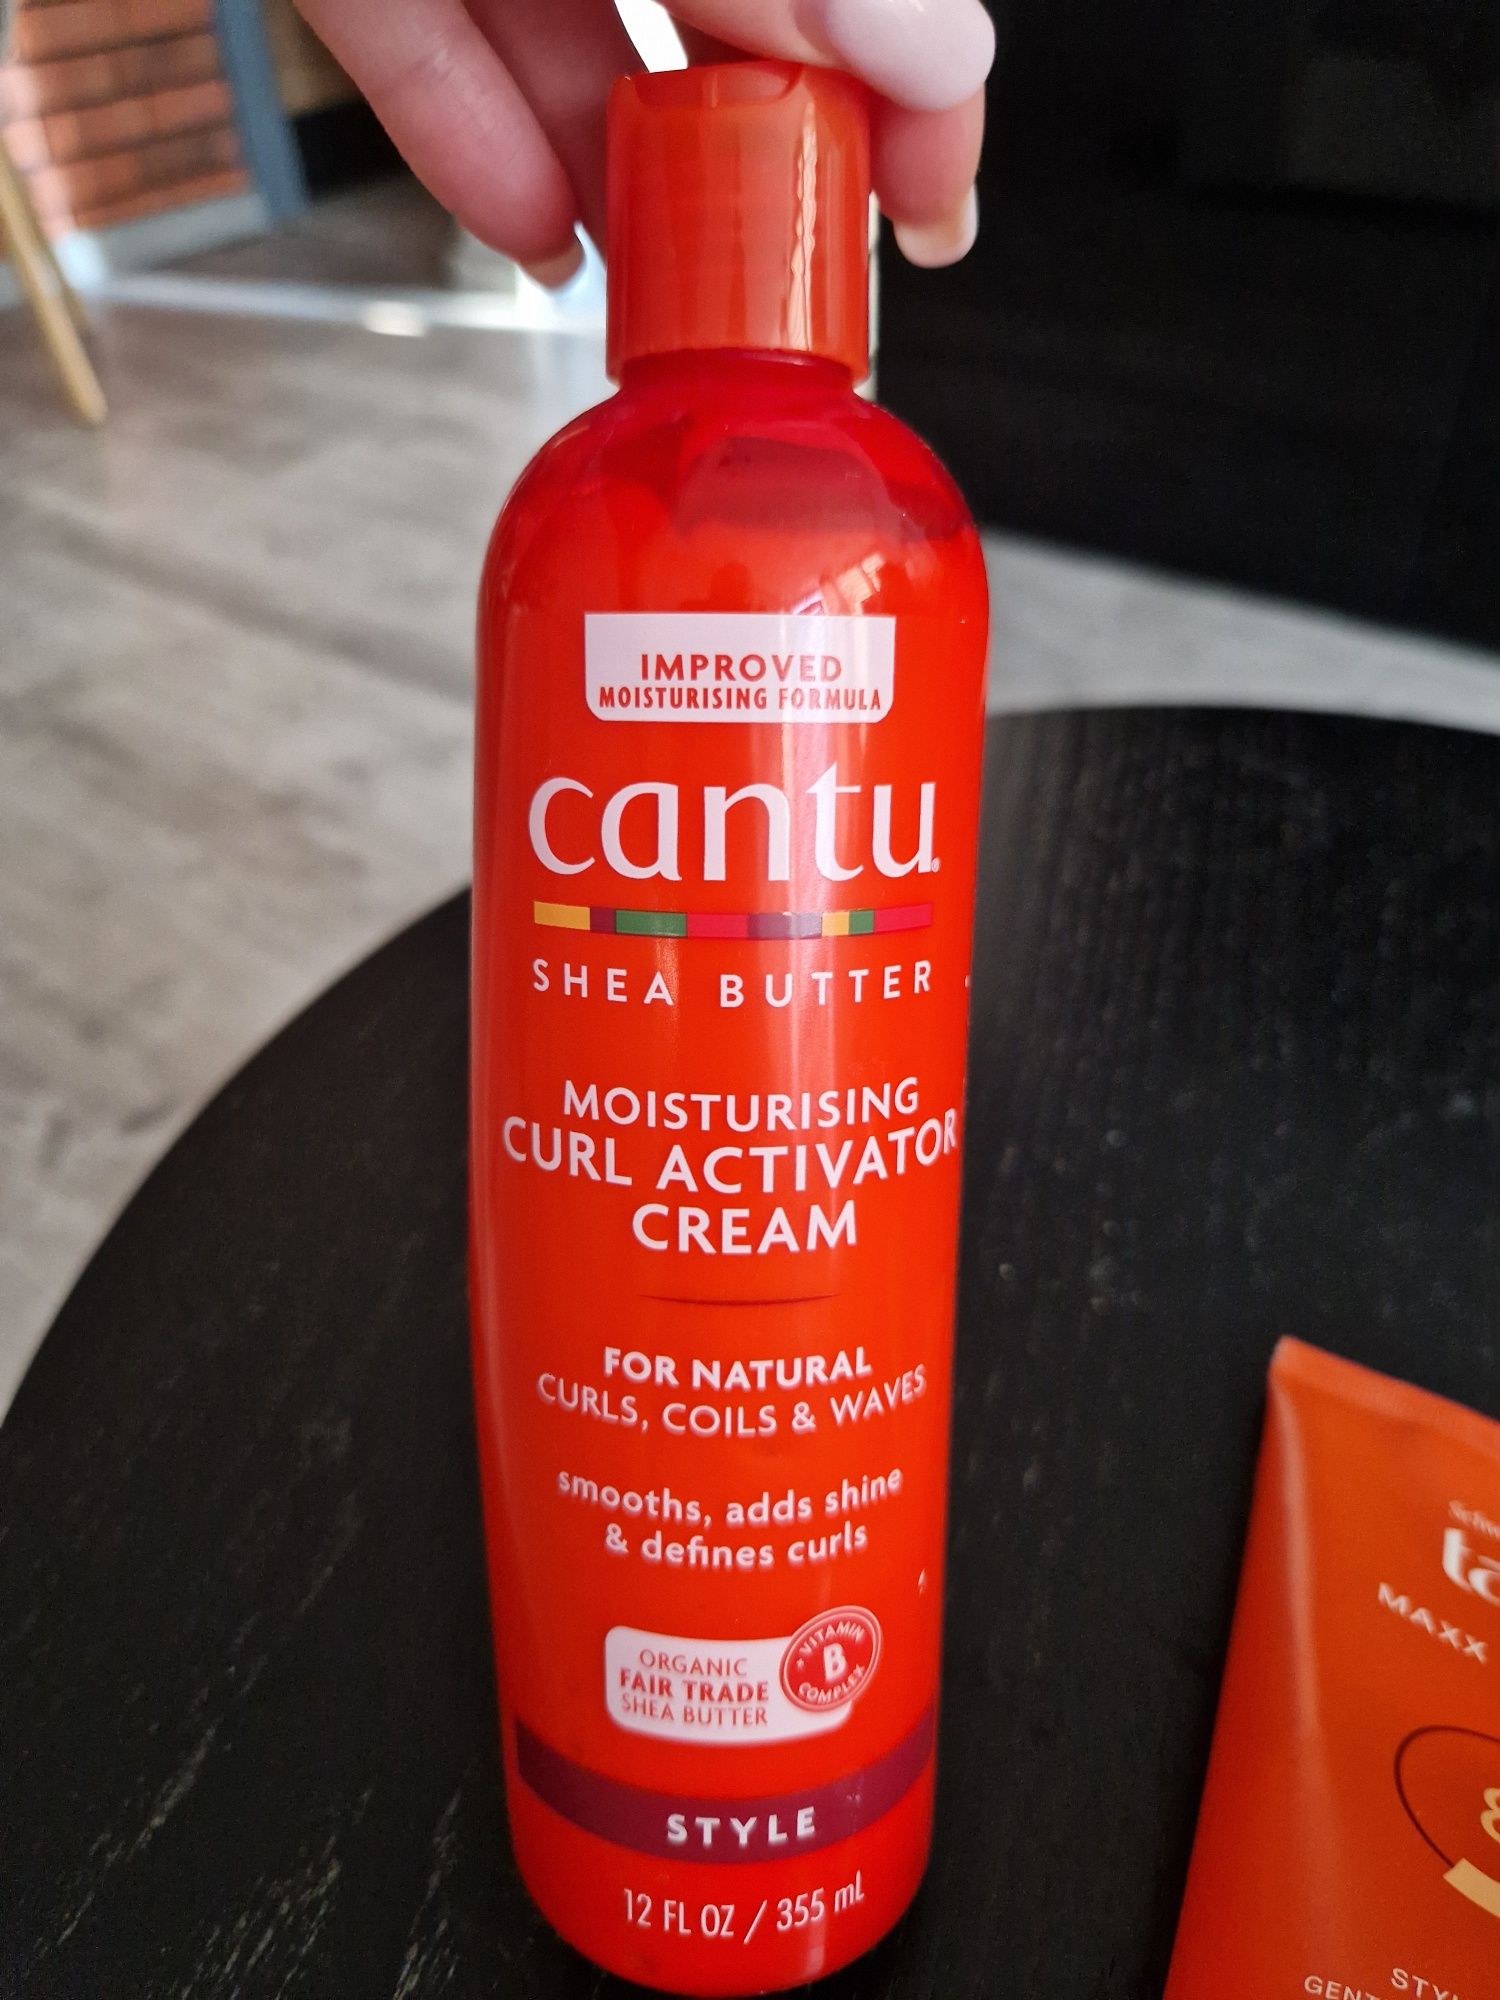 IMPROVED
MOISTURISING FORMULA
cantu®
SHEA BUTTER
MOISTURISING
CURL ACTIVATOR
CREAM
FOR NATURAL
CURLS, COILS & WAVES
smooths, adds shine
& defines curls
ORGANIC
FAIR TRADE
SHEA BUTTER
VITAMIN
B
COMPLEX
STYLE
12 FL OZ / 355 mL
MAXX
&